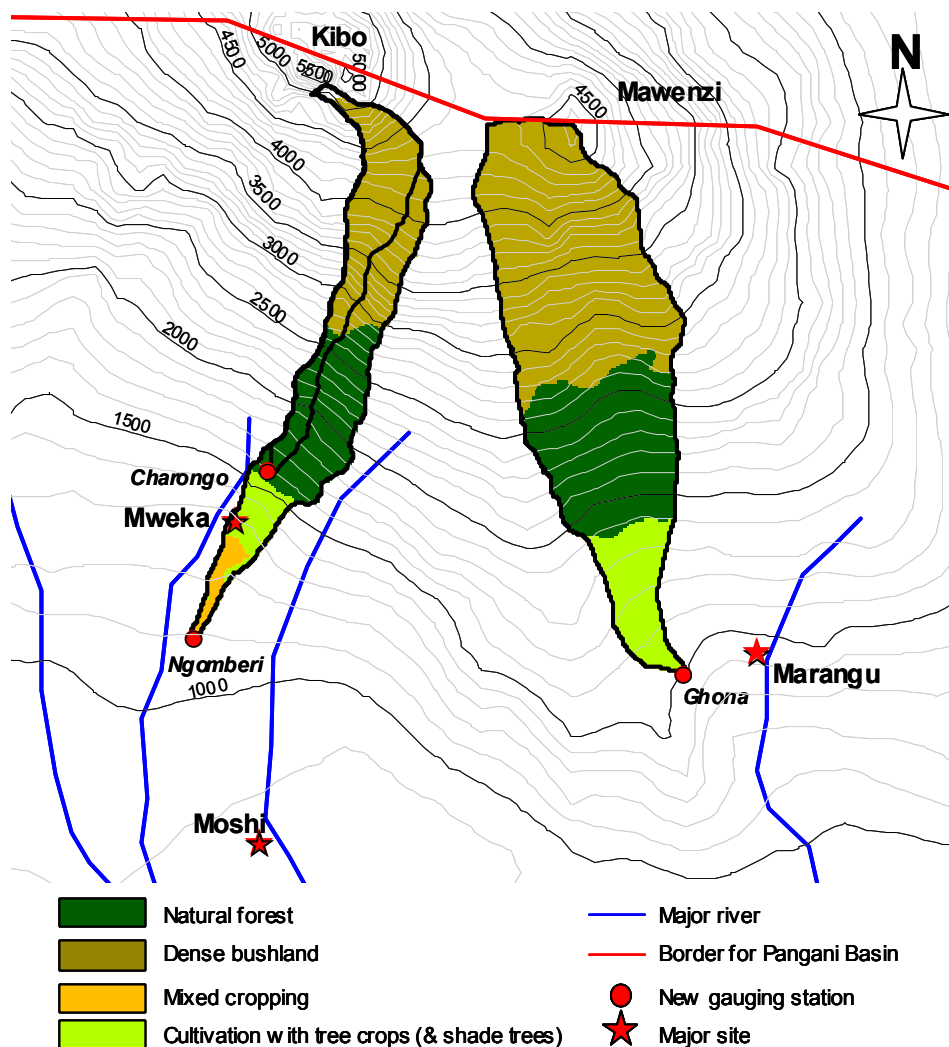 Kibo
4500
5000
5500
5000
N
Mawenzi
4500
4000
3500
3000
2500
2000
1500
Charongo
Mweka
Ngomberi
1000
Marangu
Ghona
Moshi
Natural forest
Major river
Dense bushland
Border for Pangani Basin
Mixed cropping
New gauging station
Cultivation with tree crops (& shade trees)
Major site